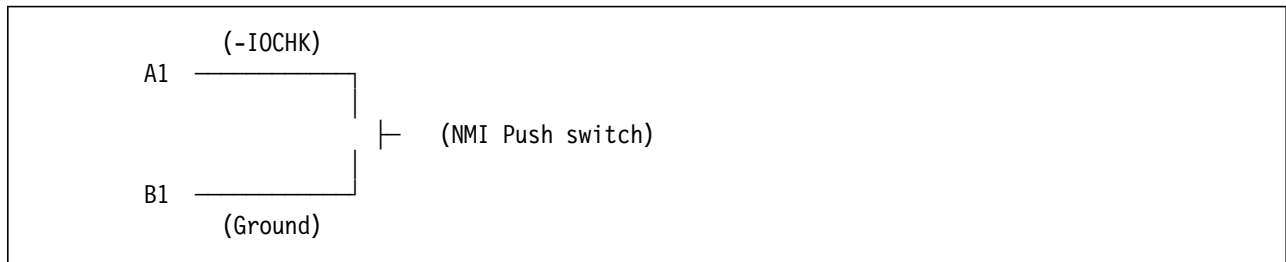 (-IOCHK)
A1
(NMI Push switch)
B1
(Ground)